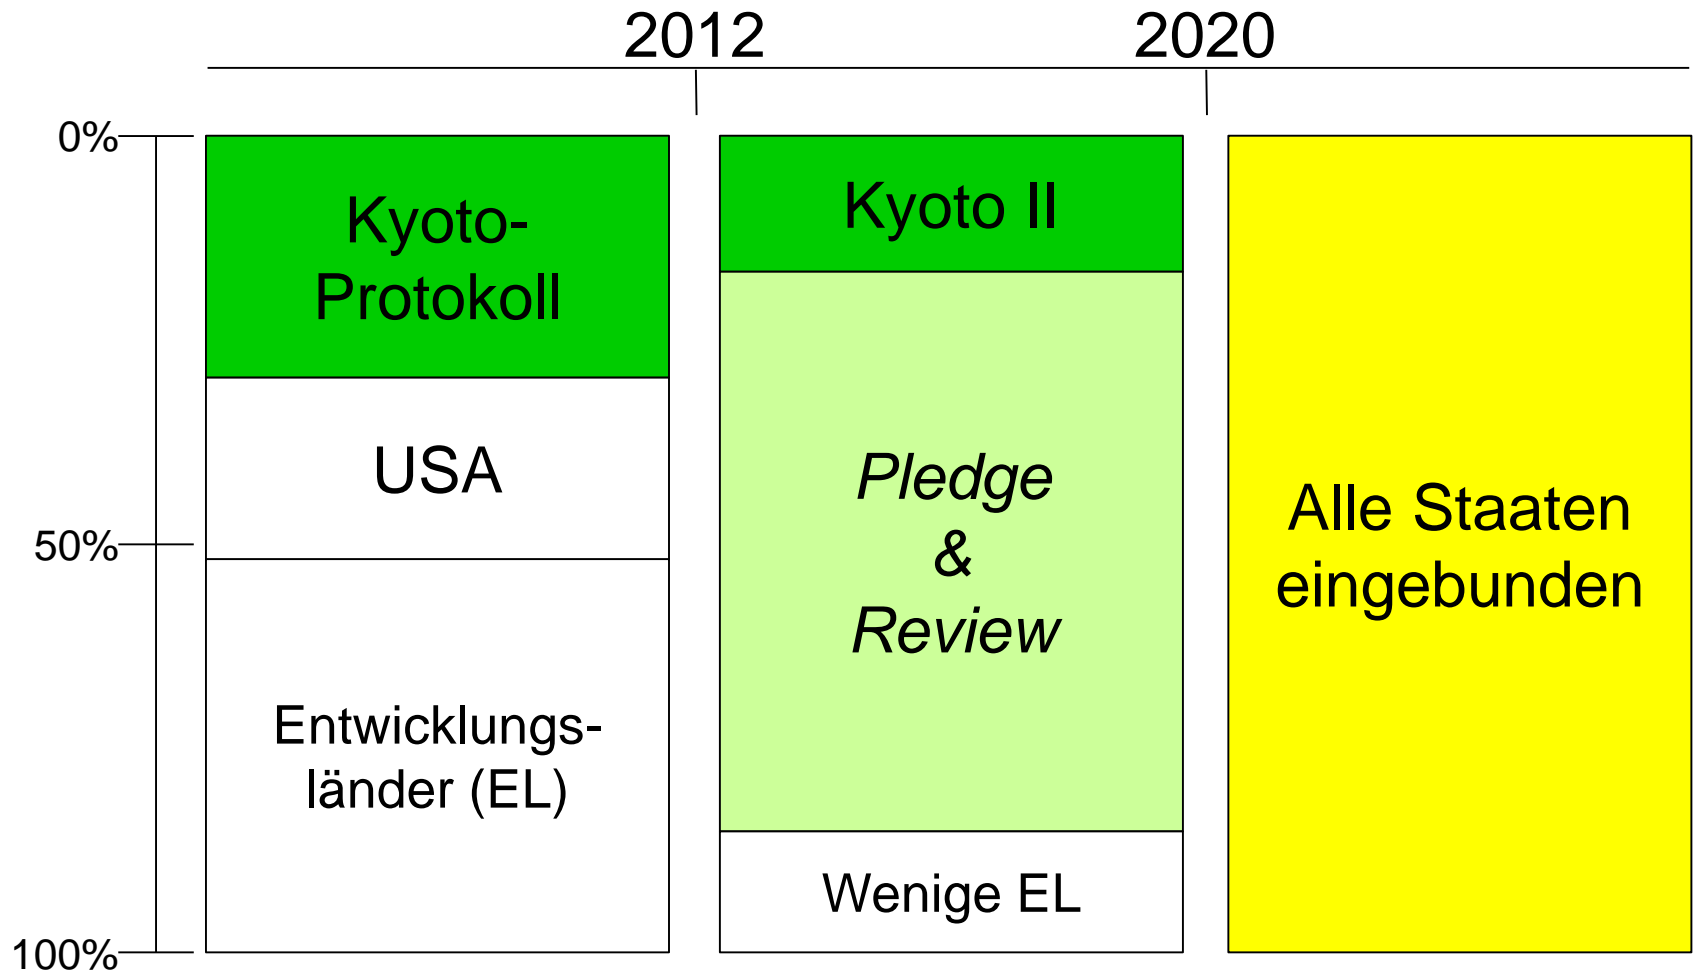 2012
2020
0%
50%
100%
Kyoto-
Protokoll
USA
Entwicklungs-
länder (EL)
Kyoto II
Pledge
&
Review
Wenige EL
Alle Staaten
eingebunden